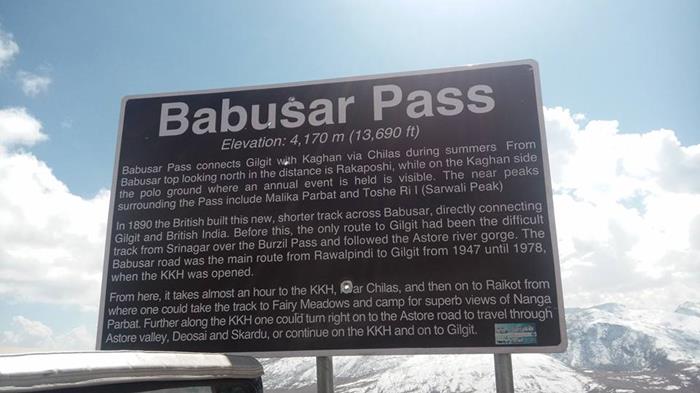 Babusar Pass
Elevation: 4,170 m (13,690 ft)
Babusar Pass connects Gilgit with Kaghan via Chilas during summers From
Babusar top looking north in the distance is Rakaposhi, while on the Kaghan side
the polo ground where an annual event is held is visible. The near peaks
surrounding the Pass include Malika Parbat and Toshe Ri I (Sarwali Peak)
In 1890 the British built this new, shorter track across Babusar, directly connecting
Gilgit and British India. Before this, the only route to Gilgit had been the difficult
track from Srinagar over the Burzil Pass and followed the Astore river gorge. The
Babusar road was the main route from Rawalpindi to Gilgit from 1947 until 1978,
when the KKH was opened.
From here, it takes almost an hour to the KKH, near Chilas, and then on to Raikot from
where one could take the track to Fairy Meadows and camp for superb views of Nanga
Parbat. Further along the KKH one could turn right on to the Astore road to travel through
Astore valley, Deosai and Skardu, or continue on the KKH and on to Gilgit.